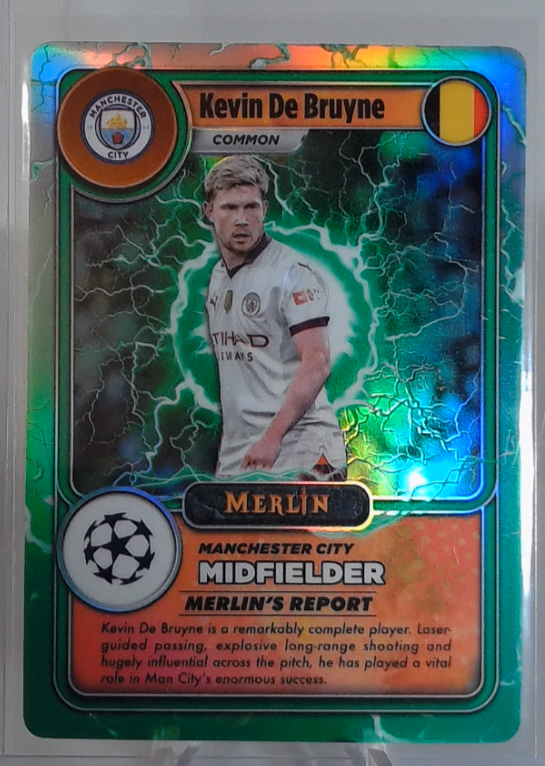 MANCHESTER
CITY
Kevin De Bruyne
COMMON
ETIHAD
AIRWAYS
MERLIN
MANCHESTER CITY
MIDFIELDER
MERLIN'S REPORT
Kevin De Bruyne is a remarkably complete player. Laser-
guided passing, explosive long-range shooting and
hugely influential across the pitch, he has played a vital
role in Man City's enormous success.